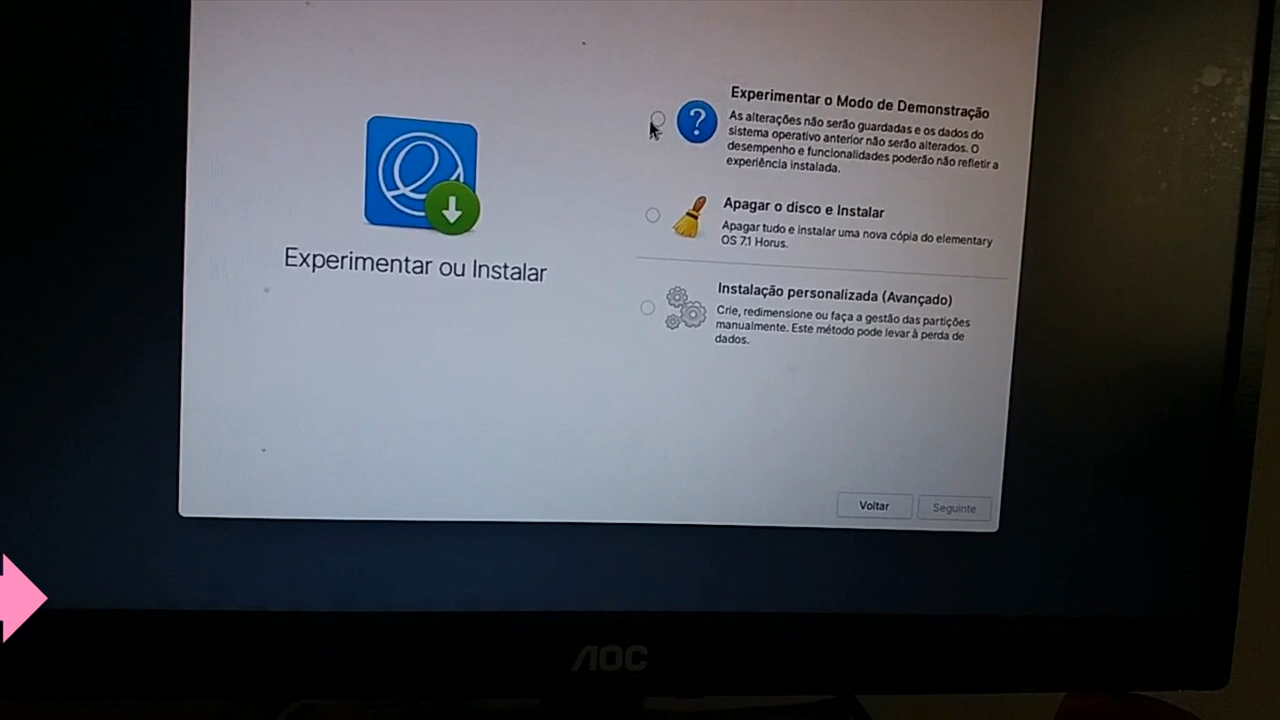 Experimentar ou Instalar
Experimentar o Modo de Demonstração
As alterações não serão guardadas e os dados do
sistema operativo anterior não serão alterados. O
desempenho e funcionalidades poderão não refletir a
experiência instalada.
Apagar o disco e Instalar
Apagar tudo e instalar uma nova cópia do elementary
OS 7.1 Horus.
Instalação personalizada (Avançado)
Crie, redimensione ou faça a gestão das partições
manualmente. Este método pode levar à perda de
dados.
Voltar
Seguinte
AOC